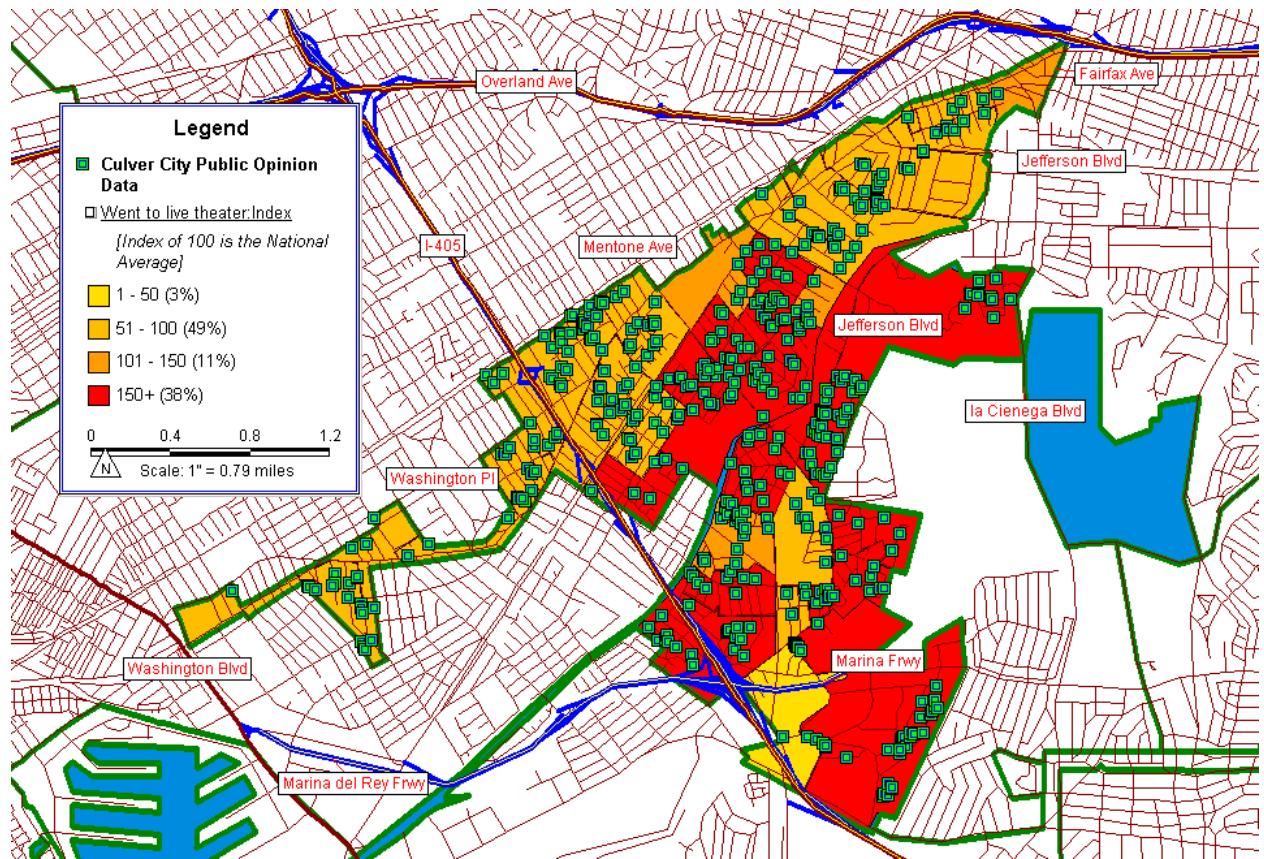 Overland Ave
Fairfax Ave
Legend
Culver City Public Opinion
Data
Went to live theater:Index
[Index of 100 is the National
Average]
1 - 50 (3%)
51 - 100 (49%)
101 - 150 (11%)
150+ (38%)
0 0.4 0.8 1.2
N
Scale: 1" = 0.79 miles
Jefferson Blvd
I-405
Mentone Ave
Jefferson Blvd
la Cienega Blvd
Washington Pl
Washington Blvd
Marina Frwy
Marina del Rey Frwy